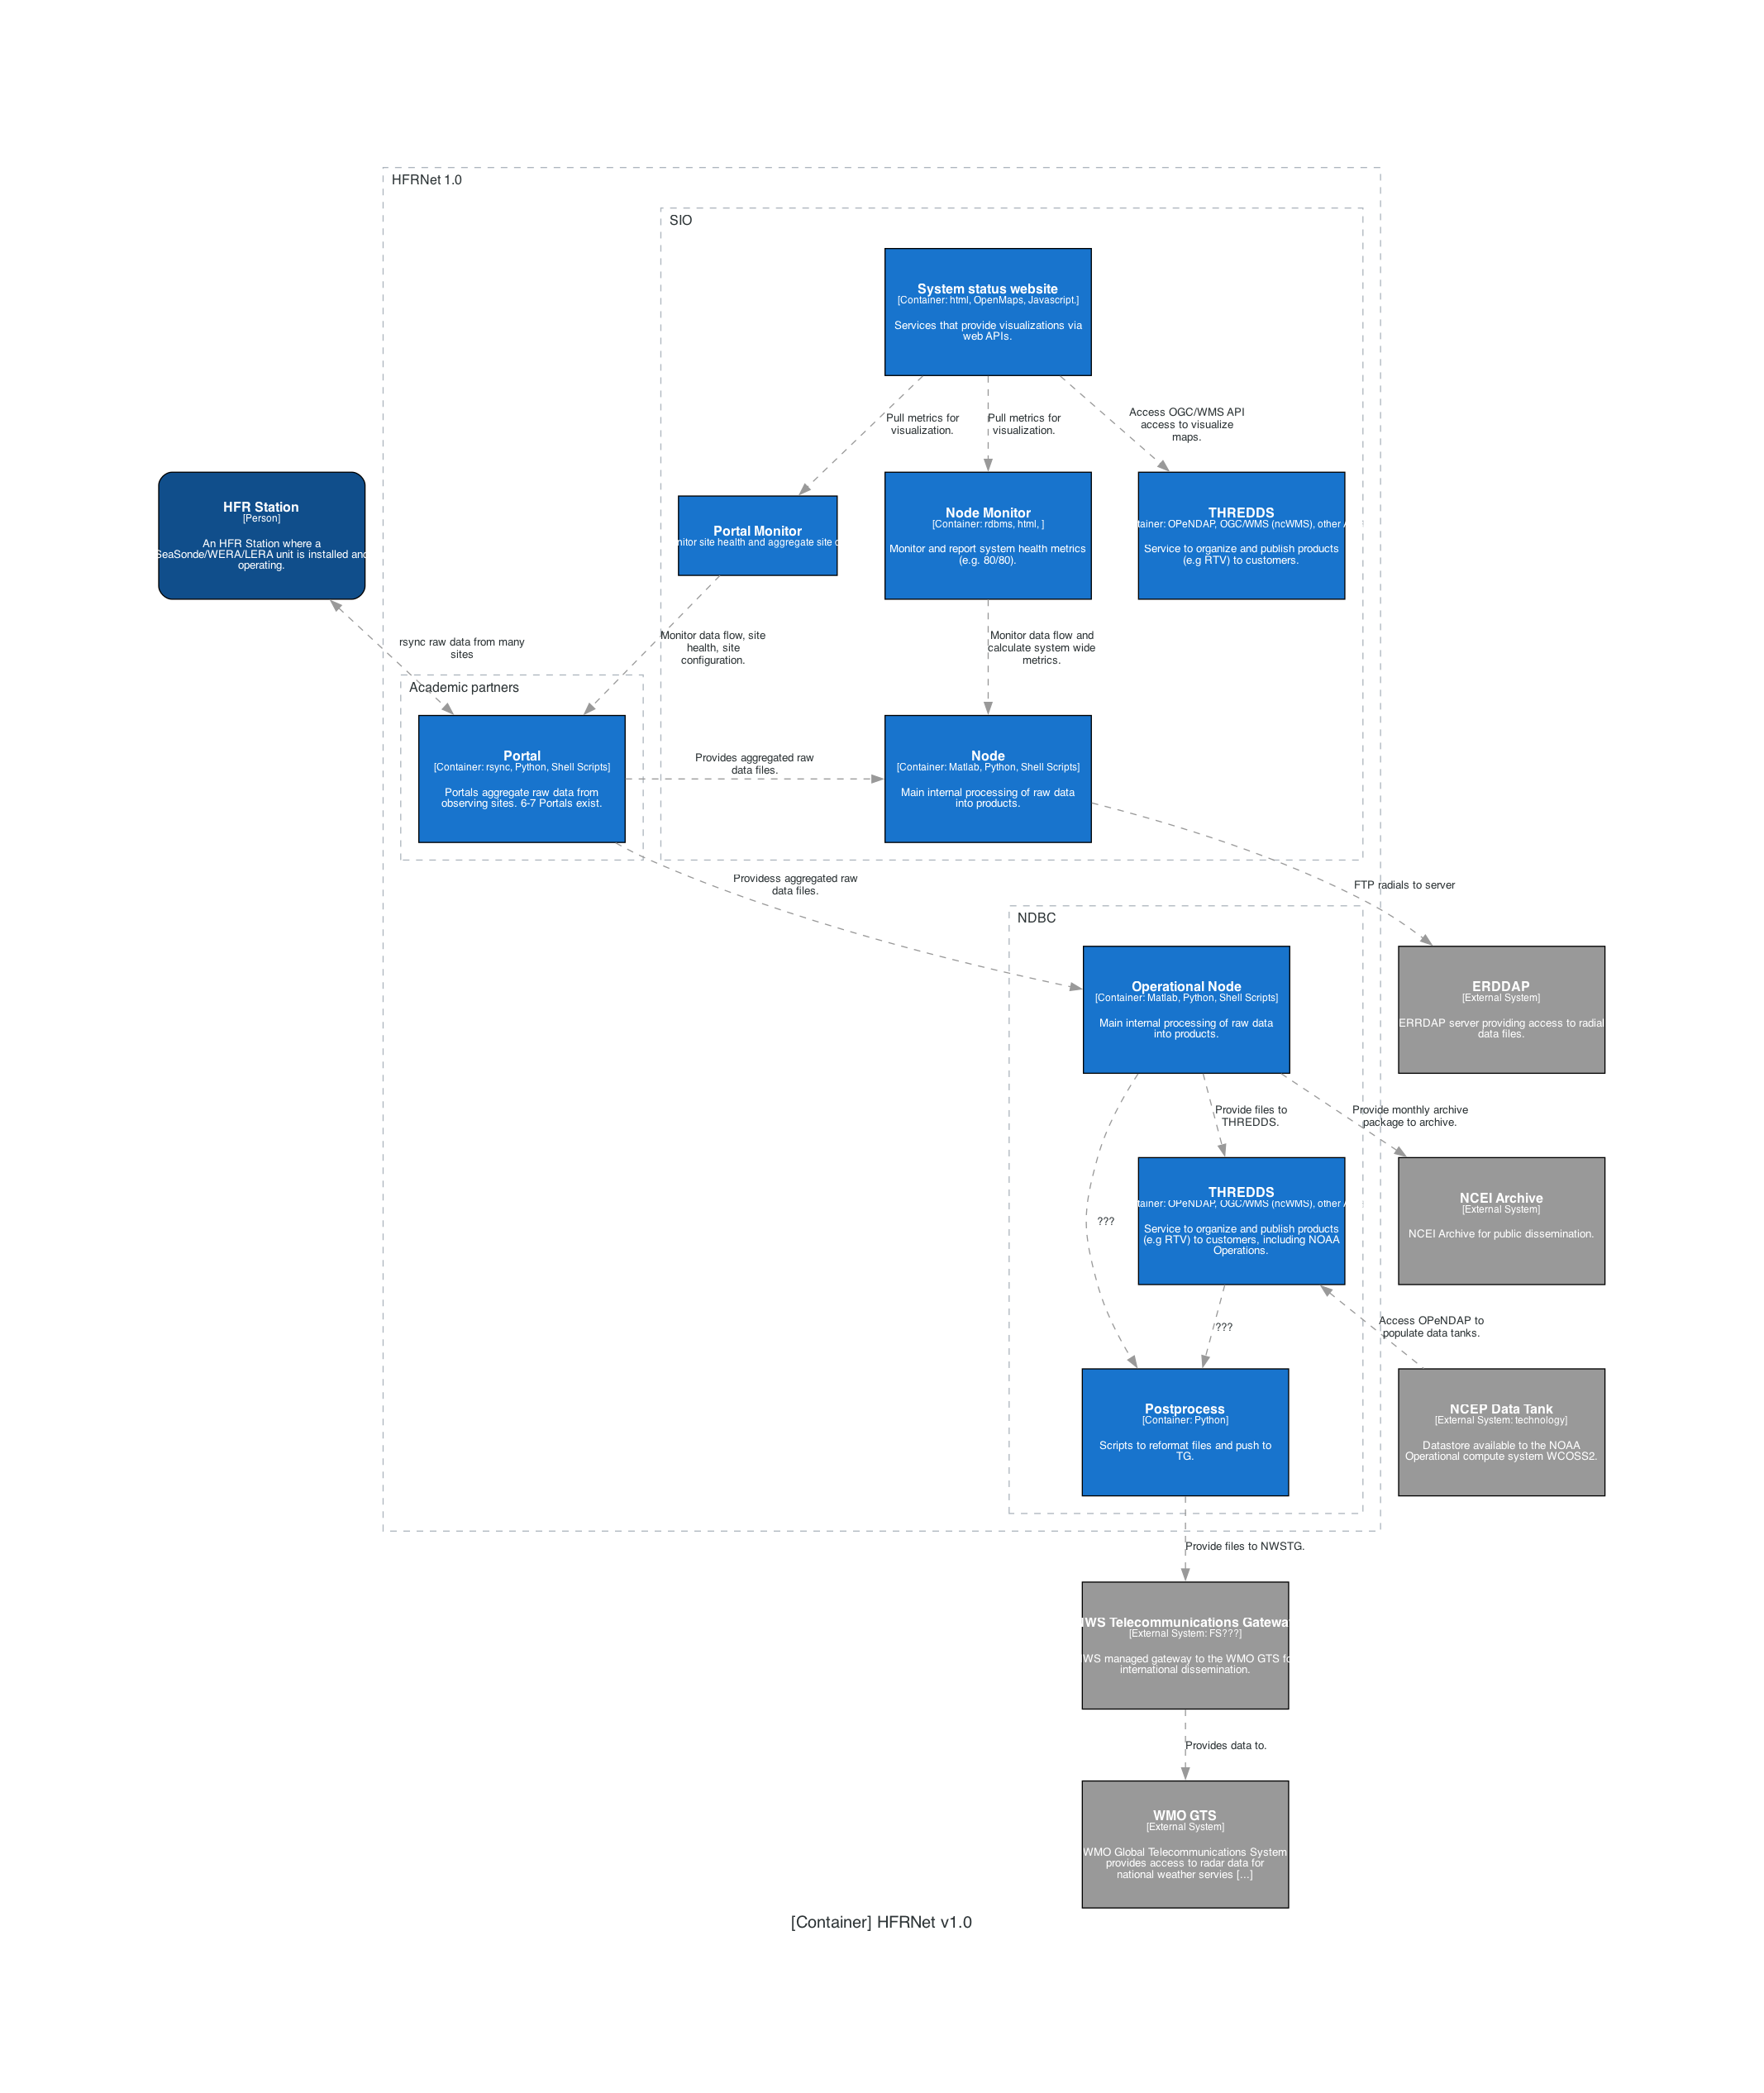 HFRNet 1.0
SIO
System status website
[Container: html, OpenMaps, Javascript.]
Services that provide visualizations via
web APIs.
Pull metrics for
visualization.
Pull metrics for
visualization.
Access OGC/WMS API
access to visualize
maps.
HFR Station
[Person]
An HFR Station where a
SeaSonde/WERA/LERA unit is installed and
operating.
Portal Monitor
site health and aggregate site
Node Monitor
[Container: rdbms, html, ]
Monitor and report system health metrics
(e.g. 80/80).
THREDDS
OPeNDAP, OGC/WMS (ncWMS), other
Service to organize and publish products
(e.g RTV) to customers.
rsync raw data from many
sites
Monitor data flow, site
health, site
configuration.
Monitor data flow and
calculate system wide
metrics.
Academic partners
Portal
[Container: rsync, Python, Shell Scripts]
Portals aggregate raw data from
observing sites. 6-7 Portals exist.
Provides aggregated raw
data files.
Node
[Container: Matlab, Python, Shell Scripts]
Main internal processing of raw data
into products.
Providess aggregated raw
data files.
FTP radials to server
NDBC
Operational Node
[Container: Matlab, Python, Shell Scripts]
Main internal processing of raw data
into products.
ERDDAP
[External System]
ERRDAP server providing access to radial
data files.
Provide files to
THREDDS.
Provide monthly archive
package to archive.
???
THREDDS
OPeNDAP, OGC/WMS (ncWMS), other
Service to organize and publish products
(e.g RTV) to customers, including NOAA
Operations.
NCEI Archive
[External System]
NCEI Archive for public dissemination.
???
Access OPeNDAP to
populate data tanks.
Postprocess
[Container: Python]
Scripts to reformat files and push to
TG.
NCEP Data Tank
[External System: technology]
Datastore available to the NOAA
Operational compute system WCOSS2.
Provide files to NWSTG.
Telecommunications
[External System: FS???]
managed gateway to the WMO GTS
international dissemination.
Provides data to.
WMO GTS
[External System]
WMO Global Telecommunications System
provides access to radar data for
national weather servies [...]
[Container] HFRNet v1.0